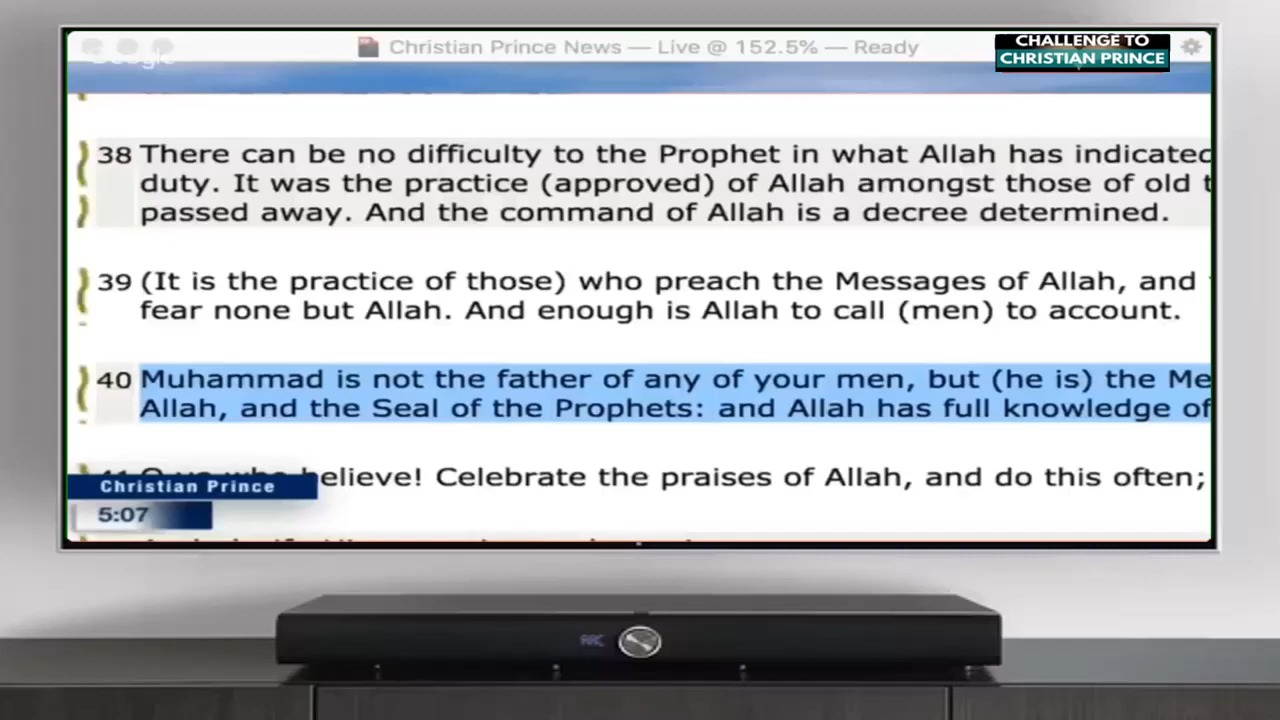 Christian Prince News — Live @ 152.5% — Ready
CHALLENGE TO
CHRISTIAN PRINCE
Google
38 There can be no difficulty to the Prophet in what Allah has indicated
duty. It was the practice (approved) of Allah amongst those of old
passed away. And the command of Allah is a decree determined.
39 (It is the practice of those) who preach the Messages of Allah, and
fear none but Allah. And enough is Allah to call (men) to account.
40 Muhammad is not the father of any of your men, but (he is) the Me
Allah, and the Seal of the Prophets: and Allah has full knowledge of
believe! Celebrate the praises of Allah, and do this often;
Christian Prince
5:07
ARC